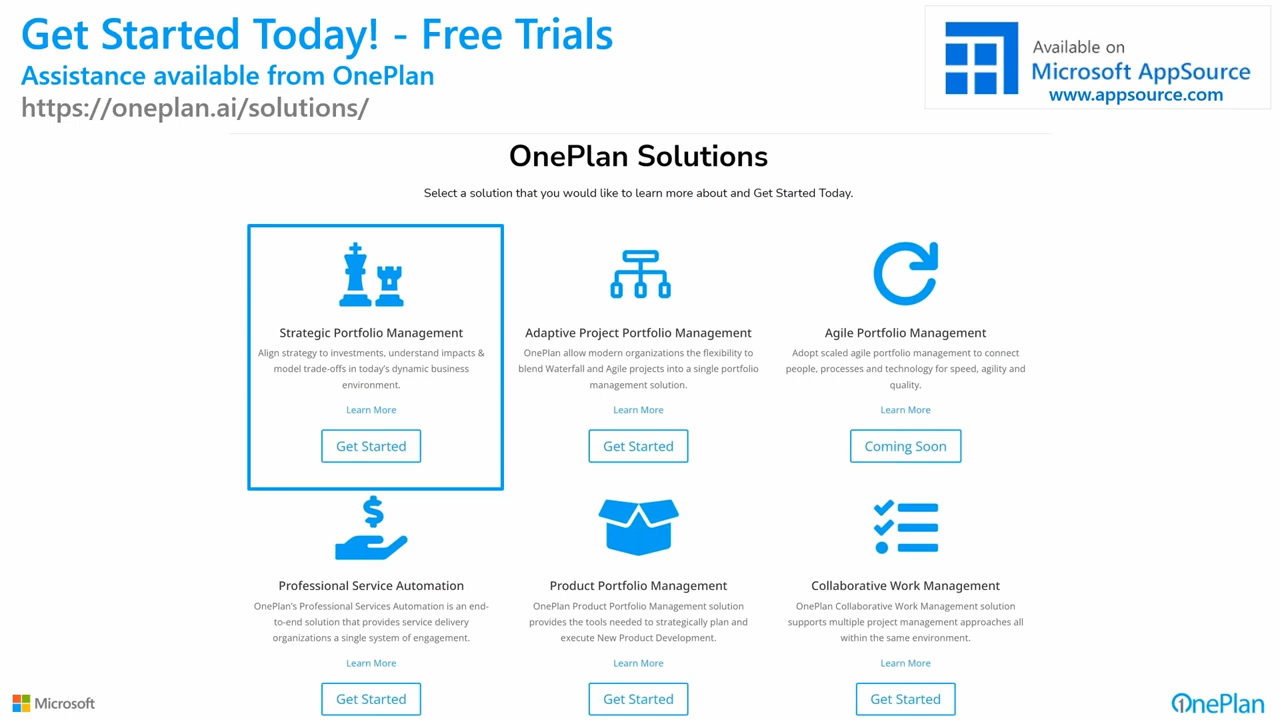 Get Started Today! - Free Trials
Assistance available from OnePlan
https://oneplan.ai/solutions/
Available on
Microsoft AppSource
www.appsource.com
OnePlan Solutions
Select a solution that you would like to learn more about and Get Started Today.
Strategic Portfolio Management
Align strategy to investments, understand impacts &
model trade-offs in today's dynamic business
environment.
Learn More
Get Started
Adaptive Project Portfolio Management
OnePlan allow modern organizations the flexibility to
blend Waterfall and Agile projects into a single portfolio
management solution.
Learn More
Get Started
Agile Portfolio Management
Adopt scaled agile portfolio management to connect
people, processes and technology for speed, agility and
quality.
Learn More
Coming Soon
Professional Service Automation
OnePlan's Professional Services Automation is an end-
to-end solution that provides service delivery
organizations a single system of engagement.
Learn More
Get Started
Product Portfolio Management
OnePlan Product Portfolio Management solution
provides the tools needed to strategically plan and
execute New Product Development.
Learn More
Get Started
Collaborative Work Management
OnePlan Collaborative Work Management solution
supports multiple project management approaches all
within the same environment.
Learn More
Get Started
Microsoft
OnePlan